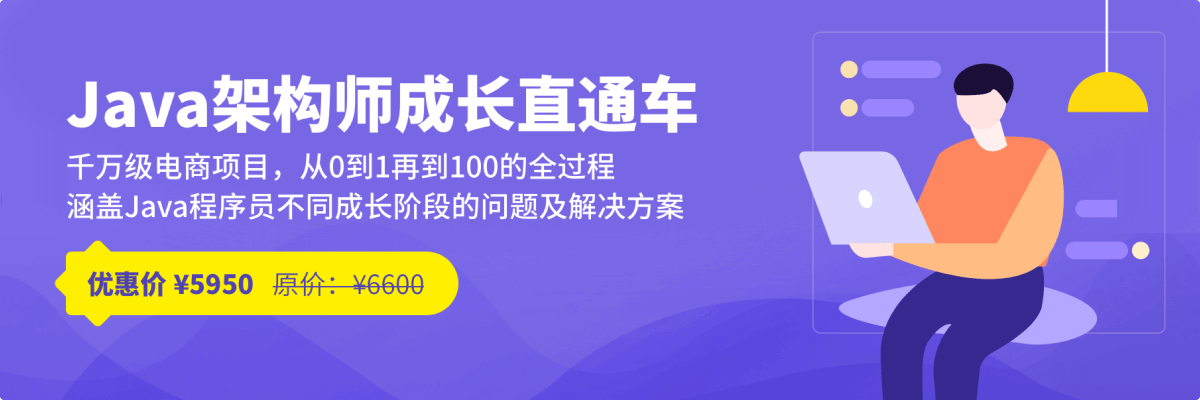 Java架构师成长直通车
千万级电商项目，从0到1再到100的全过程
涵盖Java程序员不同成长阶段的问题及解决方案
优惠价 ¥5950 原价：¥6600